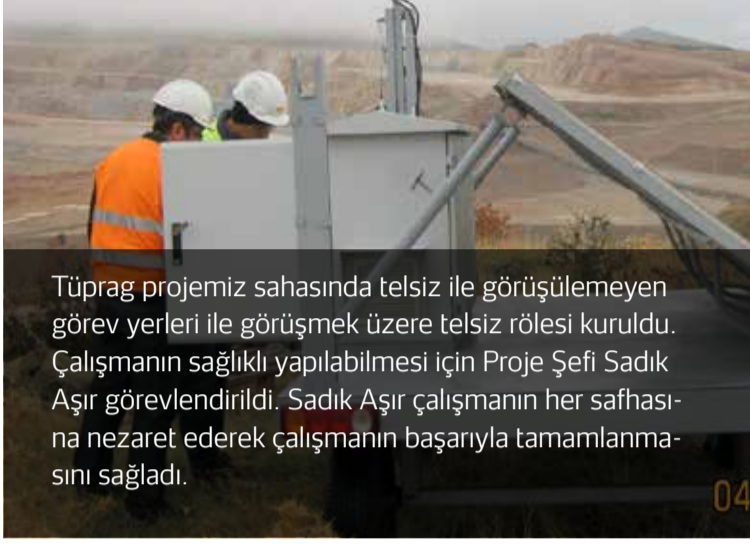 Tüprag projemiz sahasında telsiz ile görüşülemeyen
görev yerleri ile görüşmek üzere telsiz rölesi kuruldu.
Çalışmanın sağlıklı yapılabilmesi için Proje Şefi Sadık
Aşır görevlendirildi. Sadık Aşır çalışmanın her safhası-
na nezaret ederek çalışmanın başarıyla tamamlanma-
sını sağladı.
04